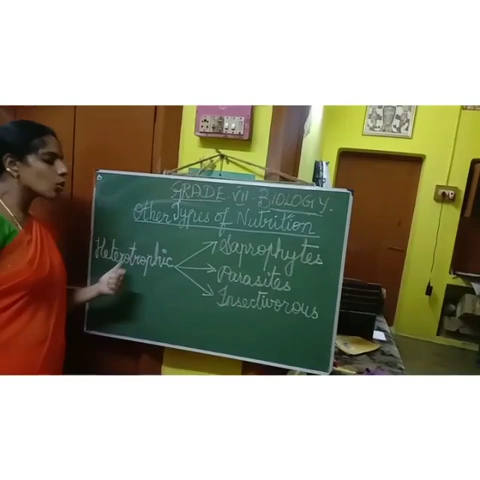 GRADE VII BIOLOGY.
Other Types of Nutrition
Heterotrophic
Saprophytes
Parasites
Insectivorous